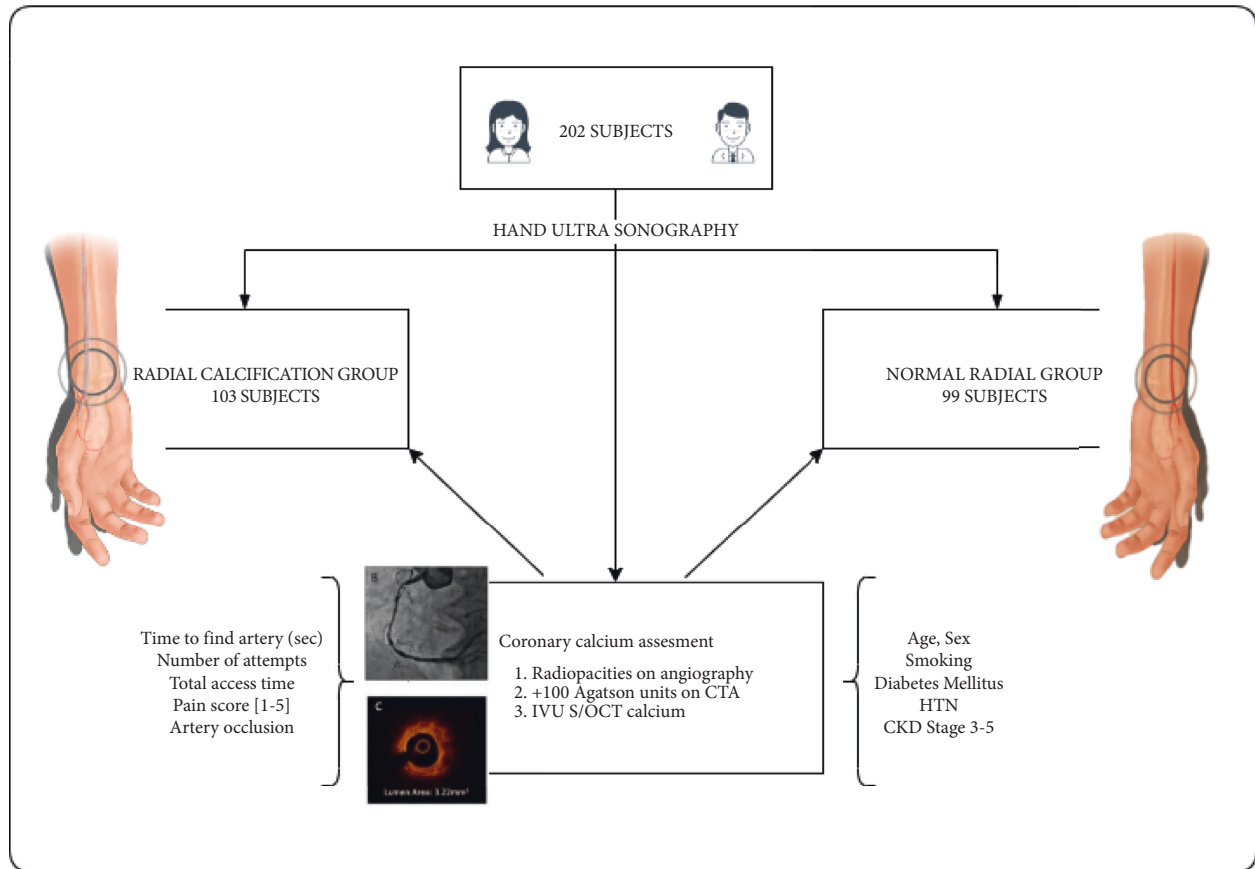 202 SUBJECTS
HAND ULTRA SONOGRAPHY
RADIAL CALCIFICATION GROUP
103 SUBJECTS
NORMAL RADIAL GROUP
99 SUBJECTS
Time to find artery (sec)
Number of attempts
Total access time
Pain score [1-5]
Artery occlusion
B
C
Lumen Area: 3.22mm²
Coronary calcium assesment
1. Radiopacities on angiography
2. +100 Agatson units on CTA
3. IVU S/OCT calcium
Age, Sex
Smoking
Diabetes Mellitus
HTN
CKD Stage 3-5